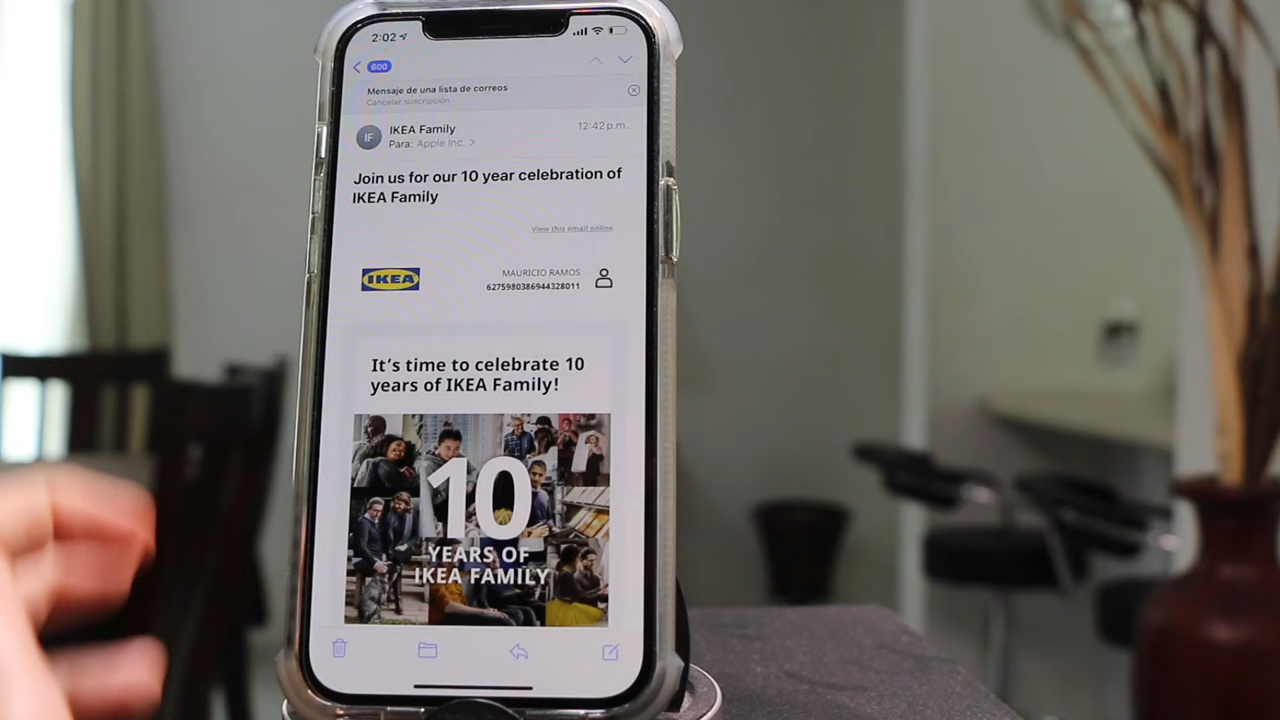 2:02
600
Mensaje de una lista de correos
Cancelar suscripción
IF
IKEA Family
12:42 p.m.
Para: Apple Inc.
Join us for our 10 year celebration of
IKEA Family
View this email online
IKEA
MAURICIO RAMOS
6275980386944328011
It's time to celebrate 10
years of IKEA Family!
10
YEARS OF
IKEA FAMILY